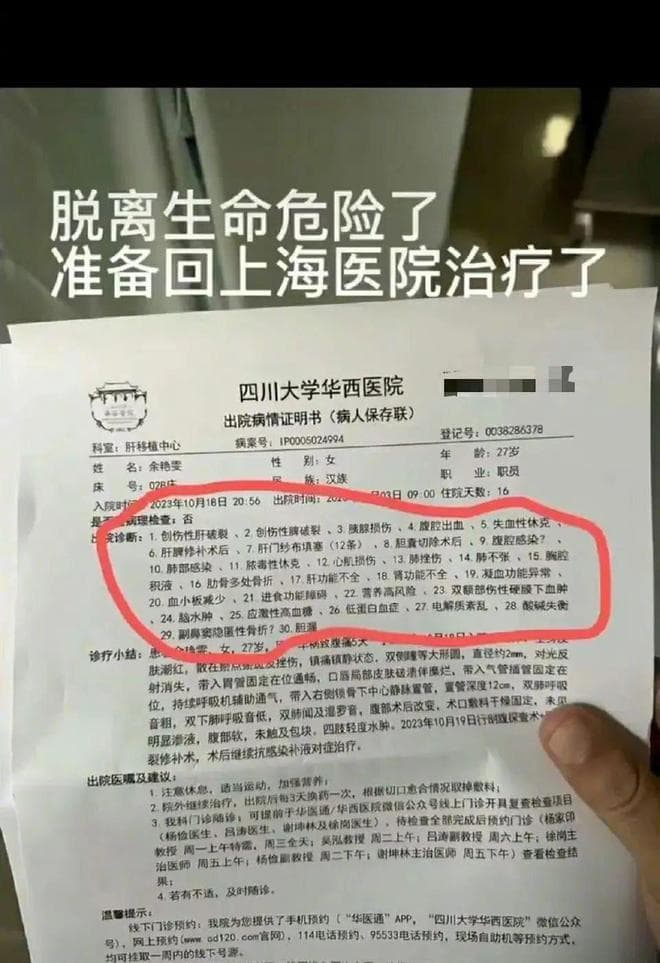 脱离生命危险了
准备回上海医院治疗了
四川大学华西医院
出院病情证明书（病人保存联）
科室：肝移植中心 病案号：IP0005024994 登记号：0038286378
姓 名：余艳雯 性 别：女 年 龄：27岁
床 号：02B床 民 族：汉族 职 业：职员
入院时间：2023年10月18日 20:56 出院时间： 03日 09:00 住院天数：16
是否 病理检查：否
出院诊断：1. 创伤性肝破裂 、2. 创伤性脾破裂 、3. 胰腺损伤 、4. 腹腔出血 、5. 失血性休克 、
6. 肝脾修补术后 、7. 肝门纱布填塞（12条）、8. 胆囊切除术后 、9. 腹腔感染？ 、
10. 肺部感染 、11. 脓毒性休克 、12. 心肌损伤 、13. 肺挫伤 、14. 肺不张 、15. 胸腔
积液 、16. 肋骨多处骨折 、17. 肝功能不全 、18. 肾功能不全 、19. 凝血功能异常 、
20. 血小板减少 、21. 进食功能障碍 、22. 营养高风险 、23. 双额部伤性硬膜下血肿
、24. 脑水肿 、25. 应激性高血糖 、26. 低蛋白血症 、27. 电解质紊乱 、28. 酸碱失衡
29. 副鼻窦隐匿性骨折？30. 胆漏
诊疗小结：患者余艳雯，女，27岁， 致腹痛5天
肤潮红，散在瘀点瘀斑及挫伤，镇痛镇静状态，双侧瞳等大形圆，直径约2mm，对光反
射消失，带入胃管固定在位通畅，口唇局部皮肤破溃伴糜烂，带入气管插管固定在
位，持续呼吸机辅助通气，带入右侧锁骨下中心静脉置管，置管深度12cm，双肺呼吸
音粗，双下肺呼吸音低，双肺闻及湿罗音，腹部术后改变，术口敷料干燥固定，未见
明显渗液，腹部软，未触及包块。四肢轻度水肿。2023年10月19日行剖腹探查术
裂修补术，术后继续抗感染补液对症治疗。
出院医嘱及建议：
1. 注意休息，适当运动，加强营养；
2. 院外继续治疗，出院后每3天换药一次，根据切口愈合情况取掉敷料；
3. 我科门诊随诊；可提前于华医通/华西医院微信公众号线上门诊开具复查检查项目
（杨俭医生、吕涛医生、谢坤林及徐岗医生），待检查全部完成后预约门诊（杨家印
教授 周一上午特需，周三全天；吴泓教授 周二上午；吕涛副教授 周六上午；徐岗主
治医师 周五上午；杨俭副教授 周二下午；谢坤林主治医师 周五下午）查看检查结
果；
4. 若有不适，及时随诊。
温馨提示：
线下门诊预约：我院为您提供了手机预约（“华医通”APP，“四川大学华西医院”微信公众
号），网上预约(www.cd120.com官网)，114电话预约、95533电话预约，现场自助机等预约方式，
均可挂取一周内的线下号源。